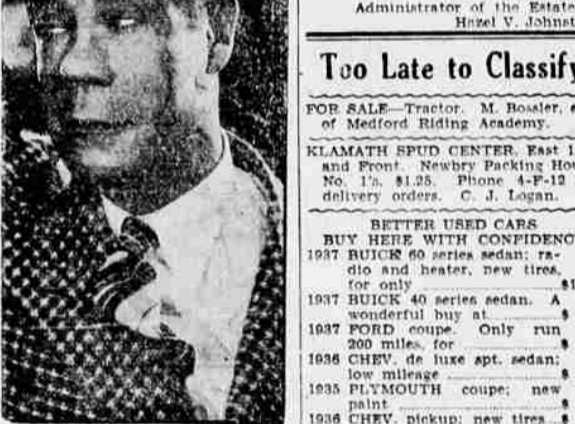 Administrator of the Estate
Hazel V. Johnst
Too Late to Classify
FOR SALE—Tractor. M. Bossler, e
of Medford Riding Academy.
KLAMATH SPUD CENTER, East 1
and Front. Newbry Packing Hou
No. 1's, $1.25. Phone 4-F-12
delivery orders. C. J. Logan.
BETTER USED CARS
BUY HERE WITH CONFIDENC
1937 BUICK 60 series sedan; ra-
dio and heater, new tires,
for only $1
1937 BUICK 40 series sedan. A
wonderful buy at $
1937 FORD coupe. Only run
200 miles, for $
1936 CHEV. de luxe spt. sedan;
low mileage $
1935 PLYMOUTH coupe; new
paint $
1936 CHEV. pickup; new tires $